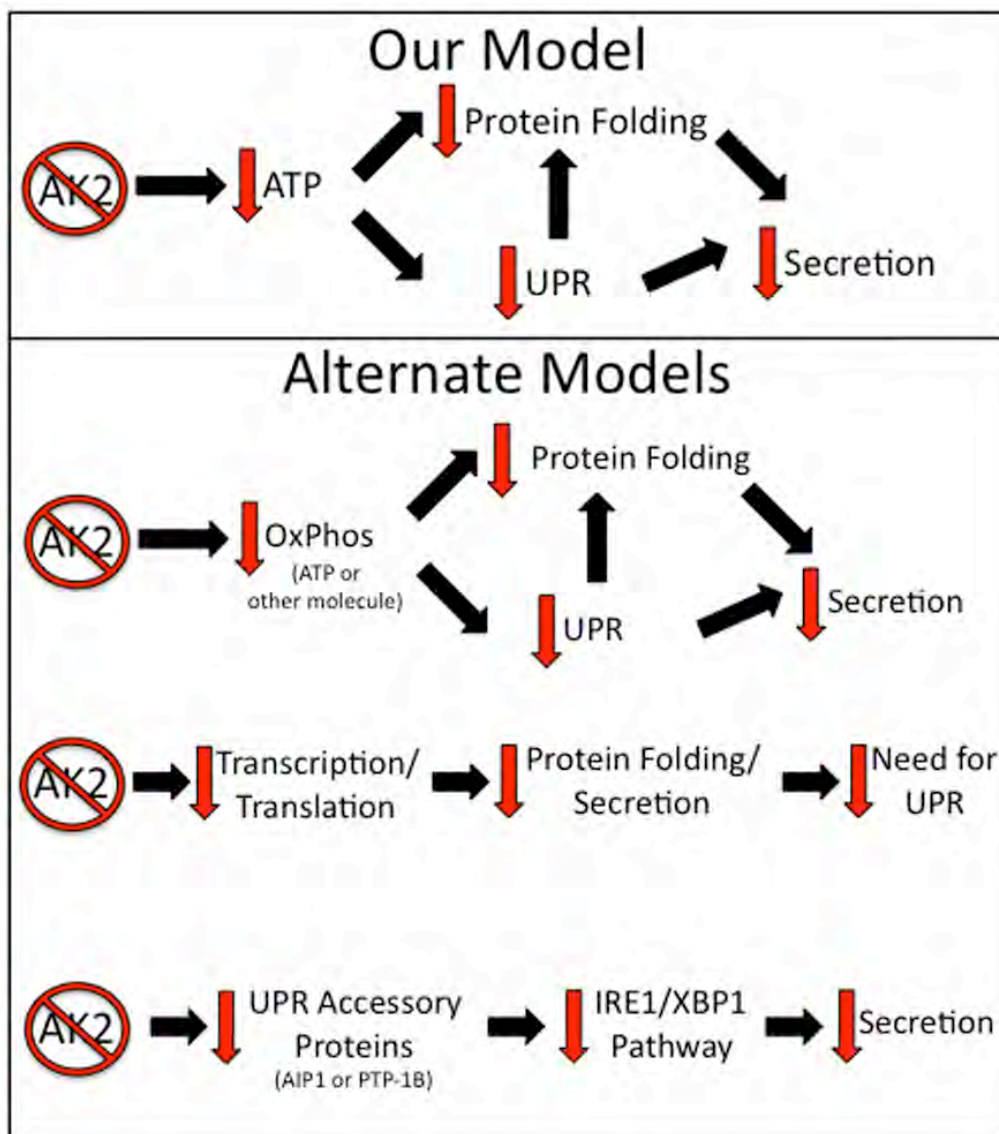 Our Model
Protein Folding
AK2
ATP
UPR
Secretion
Alternate Models
Protein Folding
AK2
OxPhos
(ATP or
other molecule)
UPR
Secretion
AK2
Transcription/
Translation
Protein Folding/
Secretion
Need for
UPR
AK2
UPR Accessory
Proteins
(AIP1 or PTP-1B)
IRE1/XBP1
Pathway
Secretion